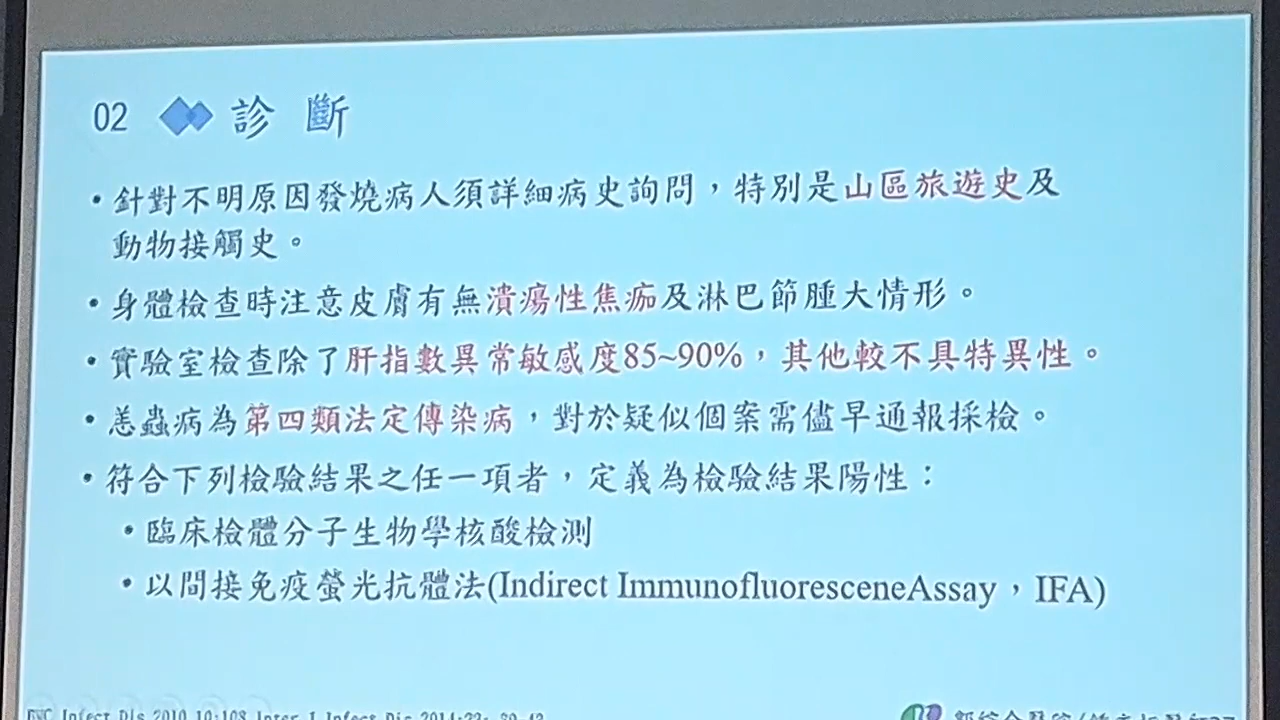 02 診 斷
• 針對不明原因發燒病人須詳細病史詢問，特別是山區旅遊史及
動物接觸史。
• 身體檢查時注意皮膚有無潰瘍性焦痂及淋巴節腫大情形。
• 實驗室檢查除了肝指數異常敏感度85~90%，其他較不具特異性。
• 恙蟲病為第四類法定傳染病，對於疑似個案需儘早通報採檢。
• 符合下列檢驗結果之任一項者，定義為檢驗結果陽性：
• 臨床檢體分子生物學核酸檢測
• 以間接免疫螢光抗體法(Indirect ImmunofluoresceneAssay，IFA)
Infect Dis 2010 10:108